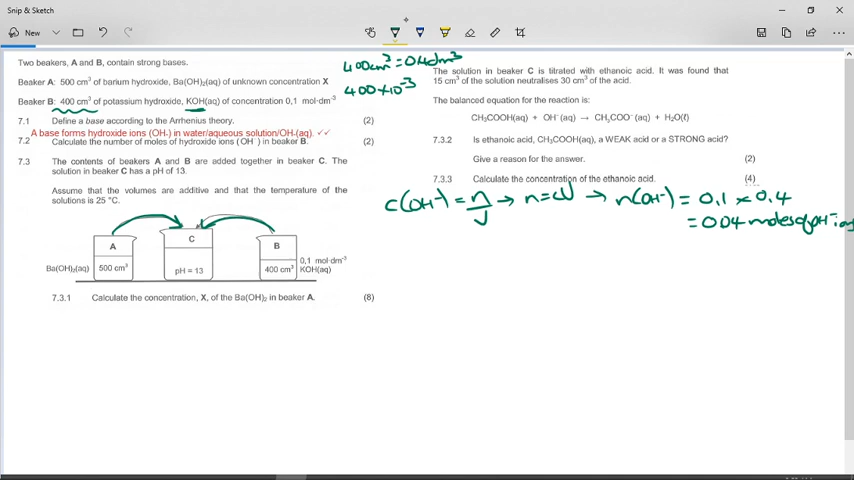 Snip & Sketch
New
Two beakers, A and B, contain strong bases.
Beaker A: 500 cm³ of barium hydroxide, Ba(OH)₂(aq) of unknown concentration X
Beaker B: 400 cm³ of potassium hydroxide, KOH(aq) of concentration 0,1 mol·dm⁻³
400cm³ = 0.4dm³
400×10⁻³
7.1 Define a base according to the Arrhenius theory. (2)
A base forms hydroxide ions (OH-) in water/aqueous solution/OH-(aq). ✓✓
7.2 Calculate the number of moles of hydroxide ions (OH⁻) in beaker B. (2)
7.3 The contents of beakers A and B are added together in beaker C. The
solution in beaker C has a pH of 13.
Assume that the volumes are additive and that the temperature of
the solutions is 25 °C.
A
B
C
Ba(OH)₂(aq)
500 cm³
pH = 13
400 cm³
0,1 mol·dm⁻³
KOH(aq)
7.3.1 Calculate the concentration, X, of the Ba(OH)₂ in beaker A. (8)
The solution in beaker C is titrated with ethanoic acid. It was found that
15 cm³ of the solution neutralises 30 cm³ of the acid.
The balanced equation for the reaction is:
CH₃COOH(aq) + OH⁻(aq) → CH₃COO⁻(aq) + H₂O(ℓ)
7.3.2 Is ethanoic acid, CH₃COOH(aq), a WEAK acid or a STRONG acid?
Give a reason for the answer. (2)
7.3.3 Calculate the concentration of the ethanoic acid. (4)
c(OH⁻) = n/V → n=cV → n(OH⁻) = 0.1 × 0.4
= 0.04 moles of OH⁻ ions